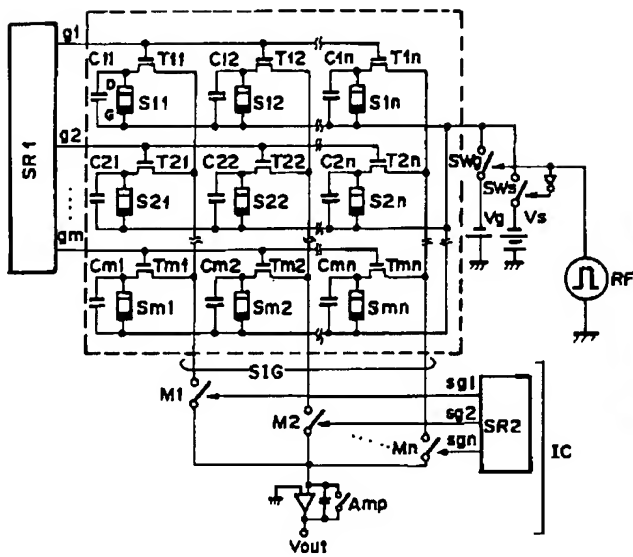 g1
C11 T11 C12 T12 C1n T1n
D
G
S11 S12 S1n
SR1
g2
C21 T21 C22 T22 C2n T2n
S21 S22 S2n
SWg
SWs
Vg Vs
gm
Cm1 Tm1 Cm2 Tm2 Cmn Tmn
Sm1 Sm2 Smn
RF
SIG
M1 sg1
M2 sg2 SR2 IC
Mn sgn
Amp
Vout